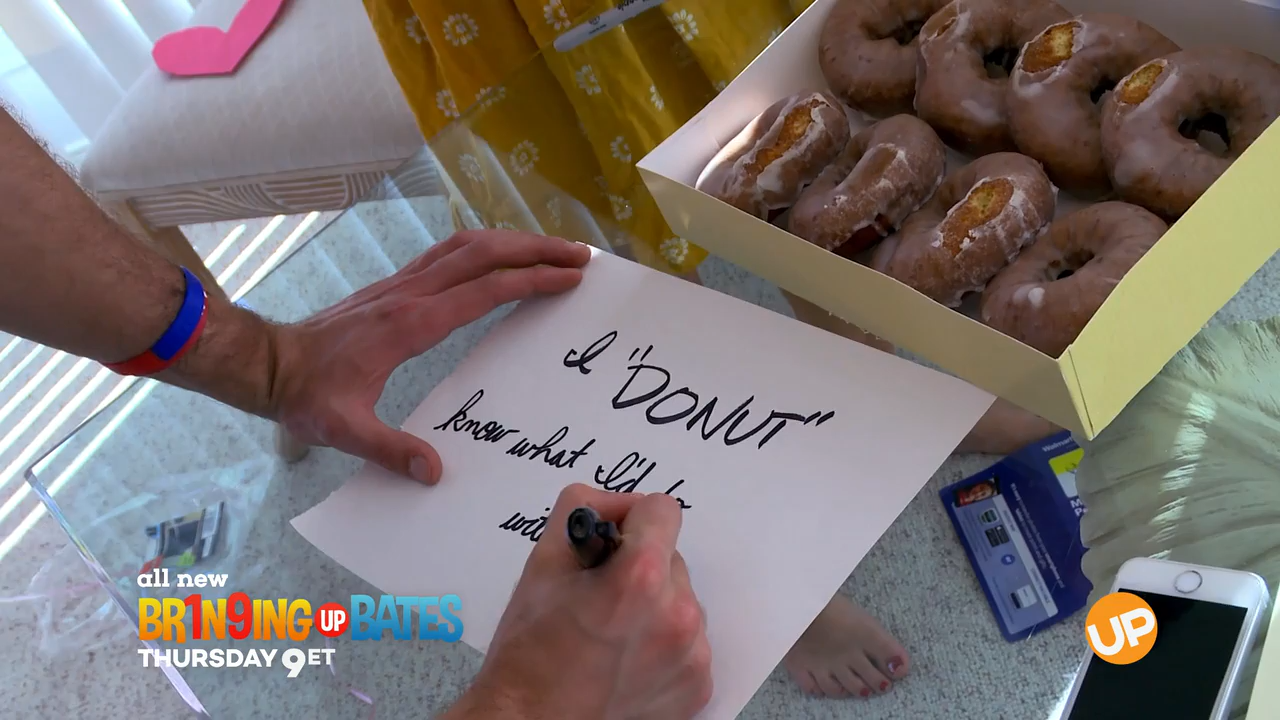 I "DONUT"
know what I'd do
all new
BR1N9ING UP BATES
THURSDAY 9ET
UP